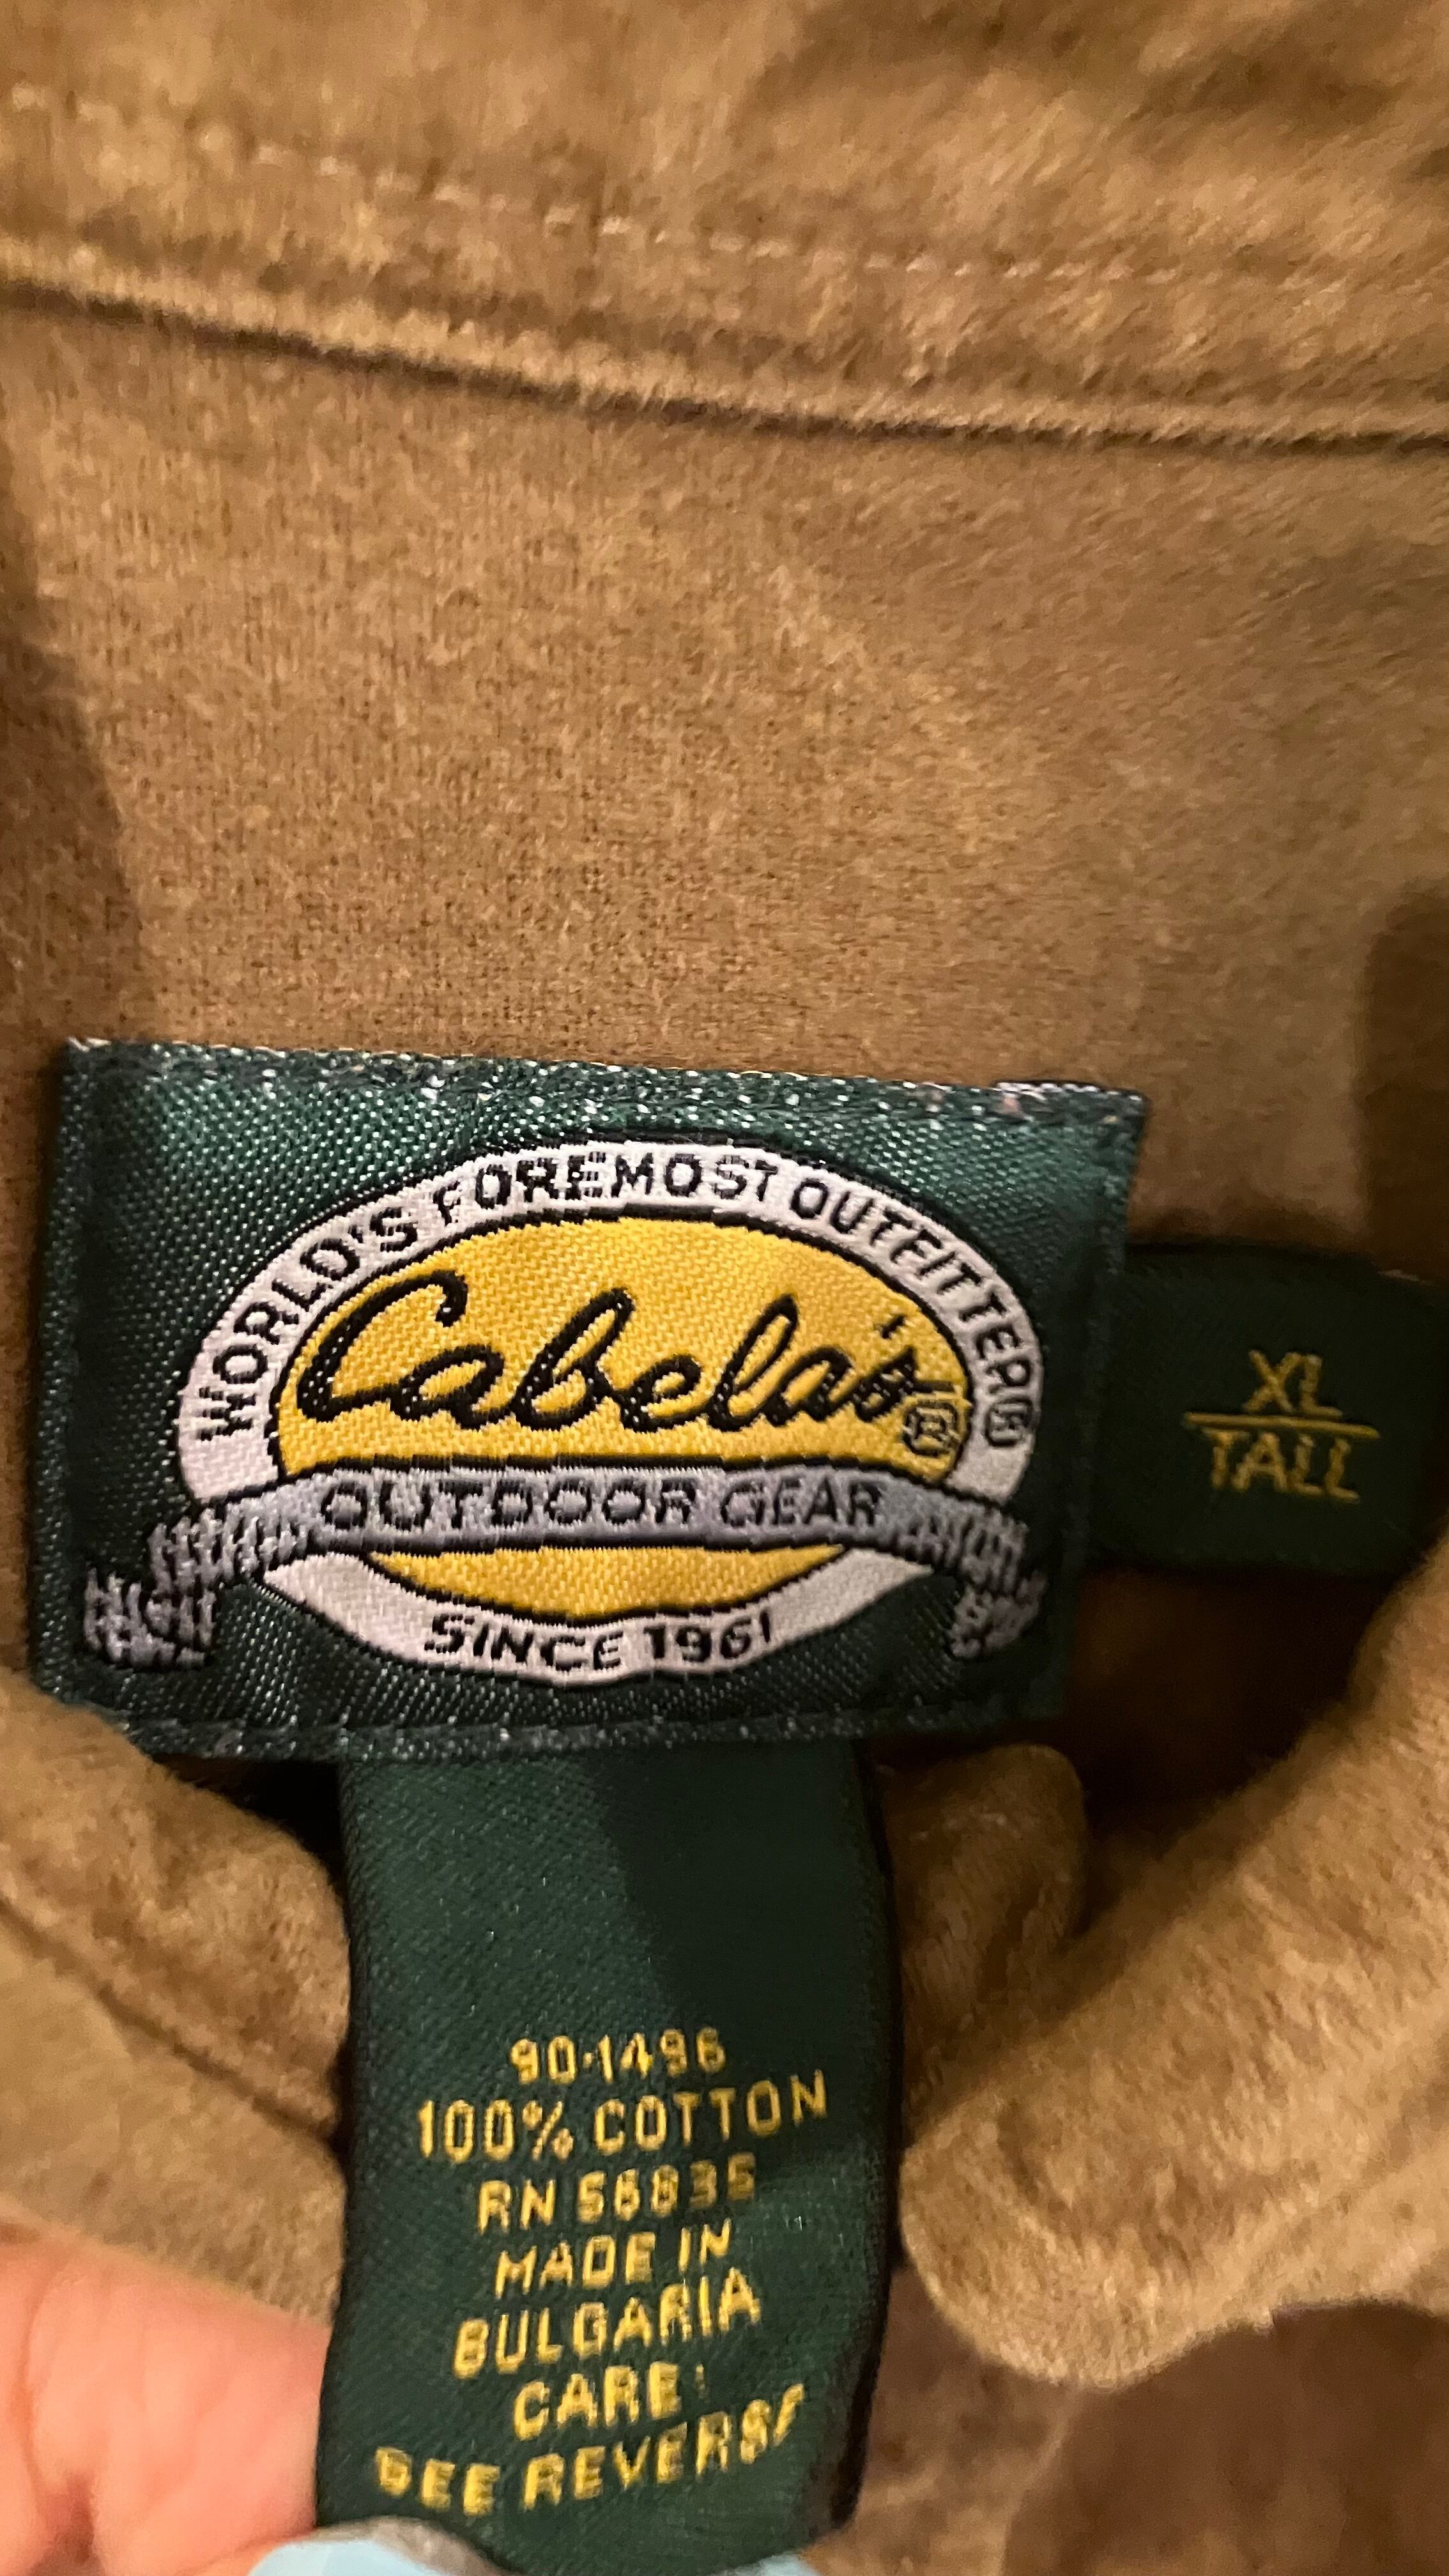 WORLD'S FOREMOST OUTFITTER®
Cabela's®
OUTDOOR GEAR
SINCE 1961
XL
TALL
90-1496
100% COTTON
RN 56835
MADE IN
BULGARIA
CARE:
SEE REVERSE